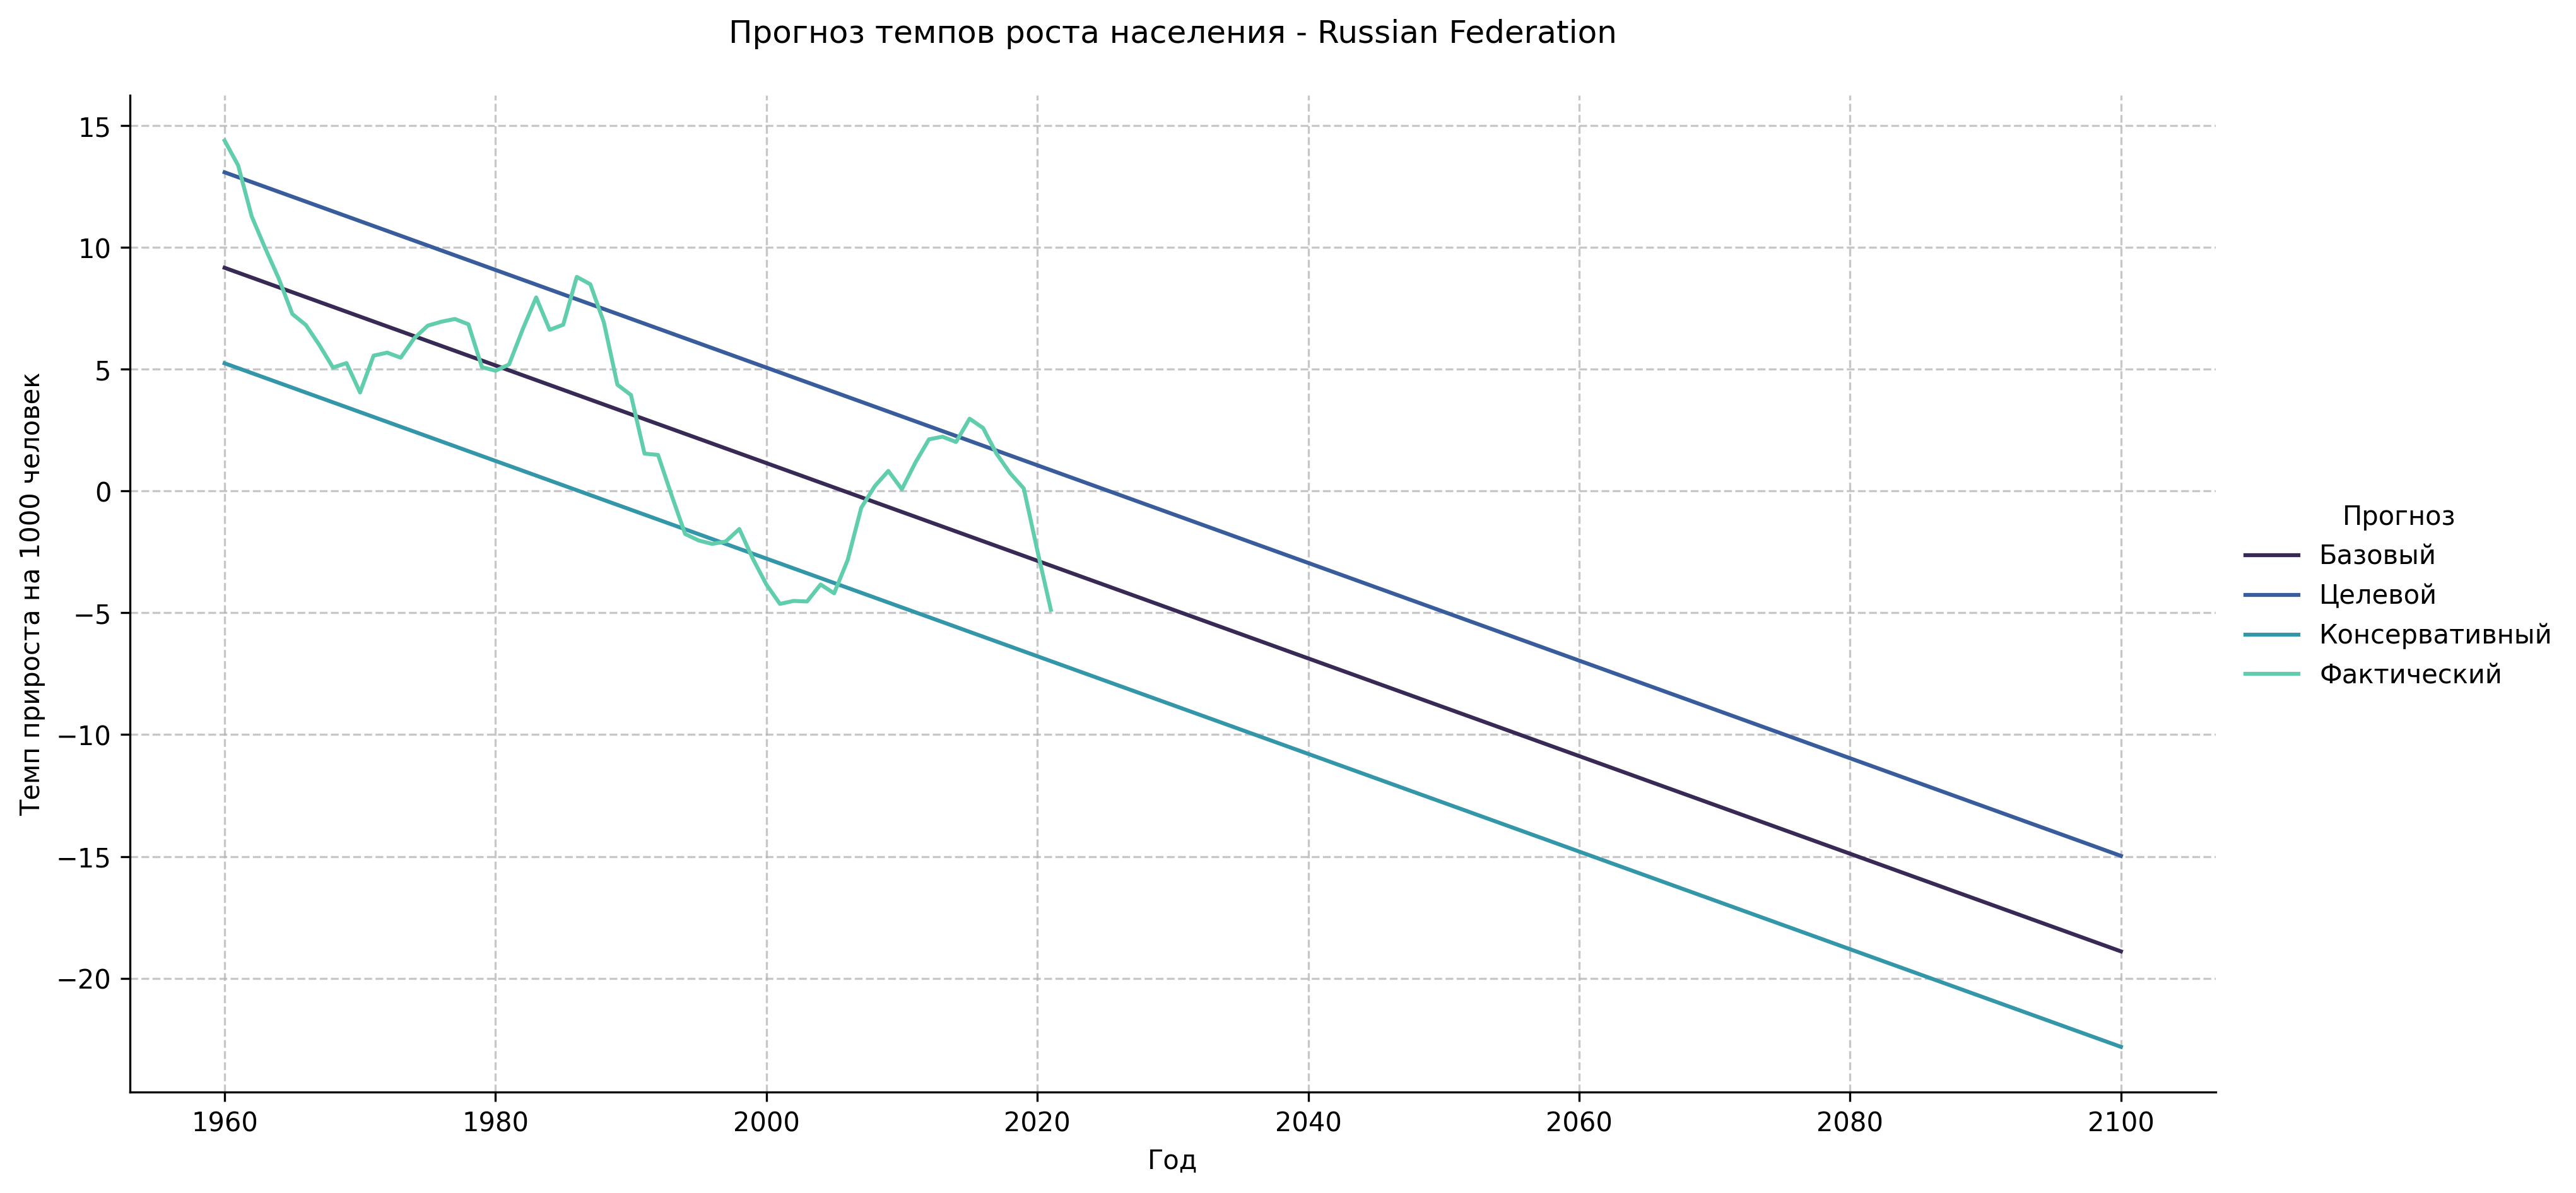 Прогноз темпов роста населения - Russian Federation
Темп прироста на 1000 человек
15
10
5
0
−5
−10
−15
−20
1960
1980
2000
2020
2040
2060
2080
2100
Год
Прогноз
Базовый
Целевой
Консервативный
Фактический